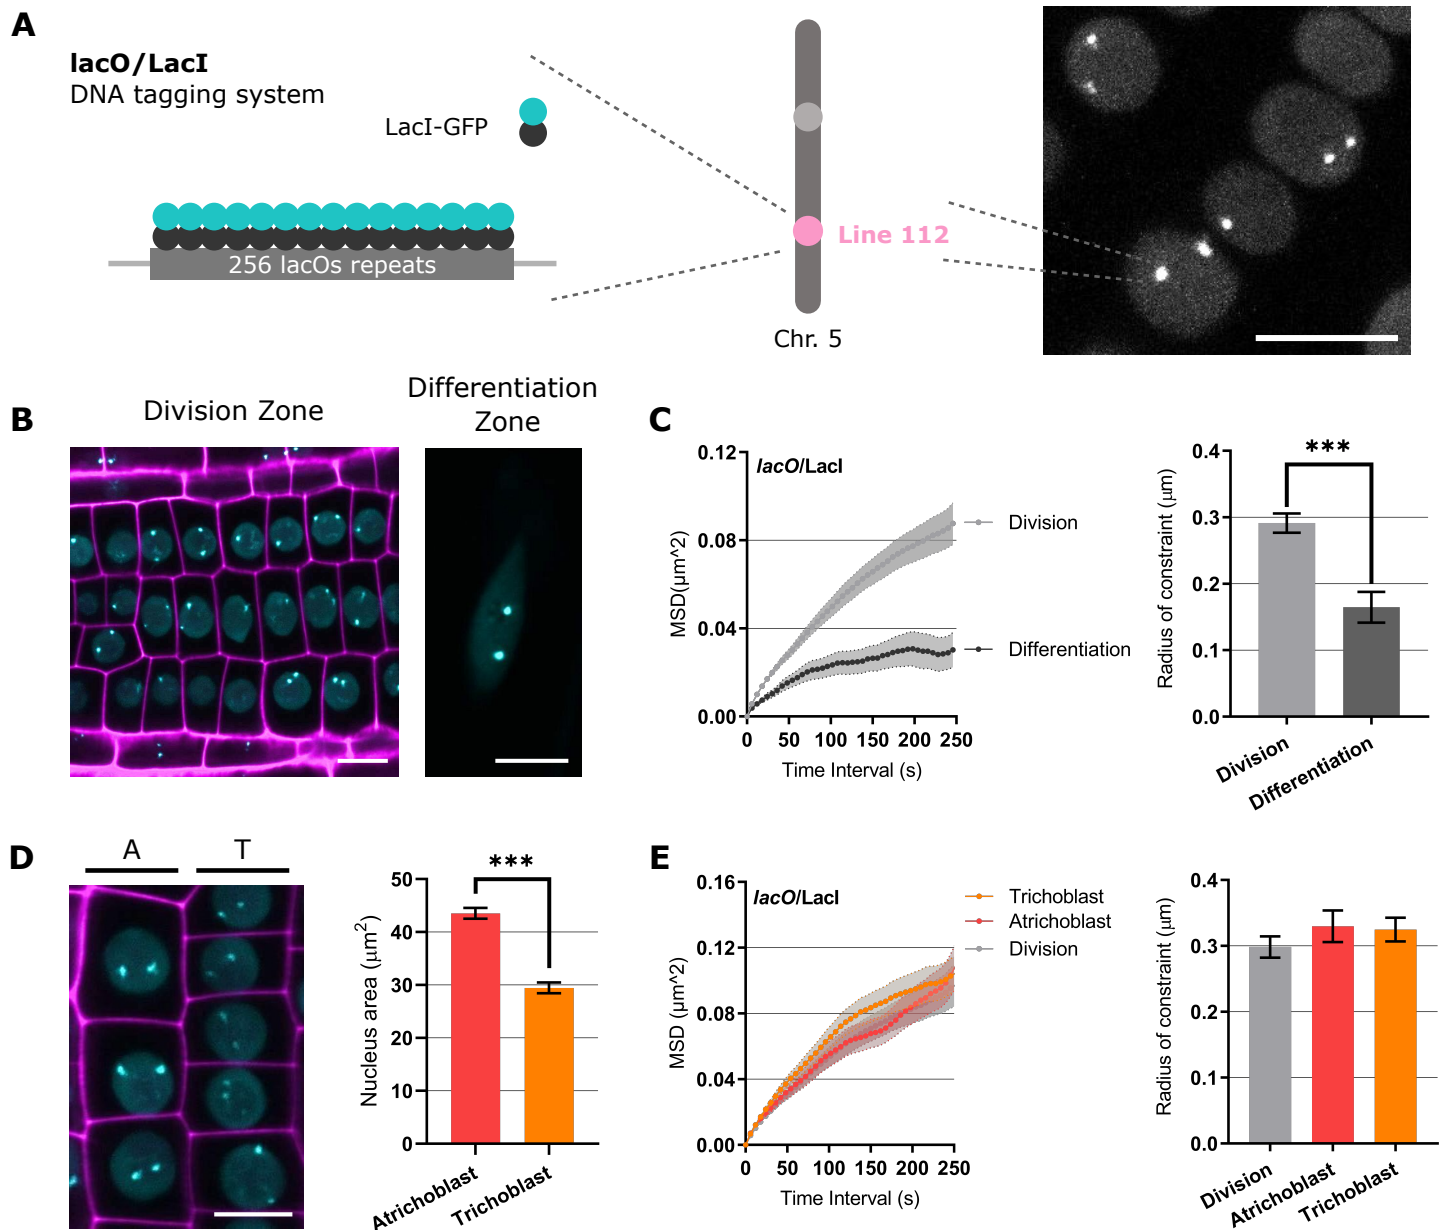 A
lacO/LacI
DNA tagging system
LacI-GFP
256 lacOs repeats
Line 112
Chr. 5
B
Division Zone
Differentiation
Zone
C
lacO/LacI
MSD(µm^2)
0.12
0.08
0.04
0.00
0 50 100 150 200 250
Time Interval (s)
Division
Differentiation
***
Radius of constraint (µm)
0.4
0.3
0.2
0.1
0.0
Division
Differentiation
D
A T
***
Nucleus area (µm²)
50
40
30
20
10
0
Atrichoblast
Trichoblast
E
lacO/LacI
MSD (µm^2)
0.16
0.12
0.08
0.04
0.00
0 50 100 150 200 250
Time Interval (s)
Trichoblast
Atrichoblast
Division
Radius of constraint (µm)
0.4
0.3
0.2
0.1
0.0
Division
Atrichoblast
Trichoblast